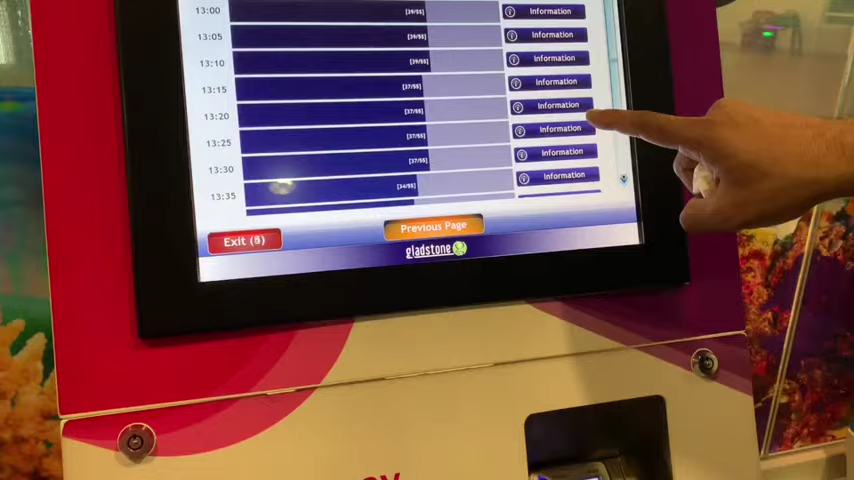 13:00 [39/55] Information
13:05 [39/55] Information
13:10 [39/55] Information
13:15 [37/55] Information
13:20 [37/55] Information
13:25 [37/55] Information
13:30 [37/55] Information
13:35 [34/55] Information
Exit (5) Previous Page
gladstone